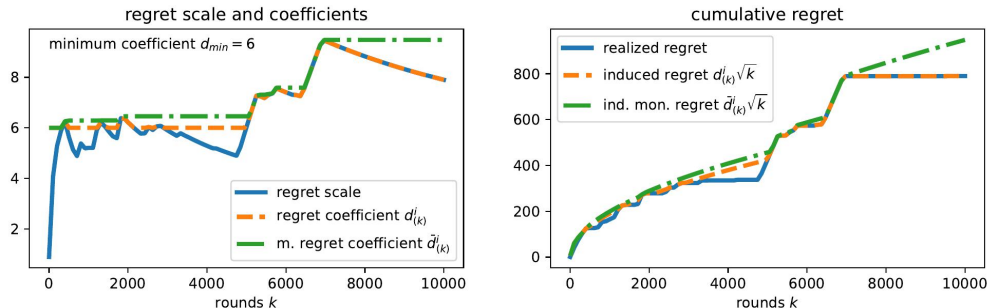 regret scale and coefficients
minimum coefficient d_min = 6
8
6
4
2
regret scale
regret coefficient d^i_(k)
m. regret coefficient d̄^i_(k)
0 2000 4000 6000 8000 10000
rounds k
cumulative regret
800
600
400
200
0
realized regret
induced regret d^i_(k)√k
ind. mon. regret d̄^i_(k)√k
0 2000 4000 6000 8000 10000
rounds k